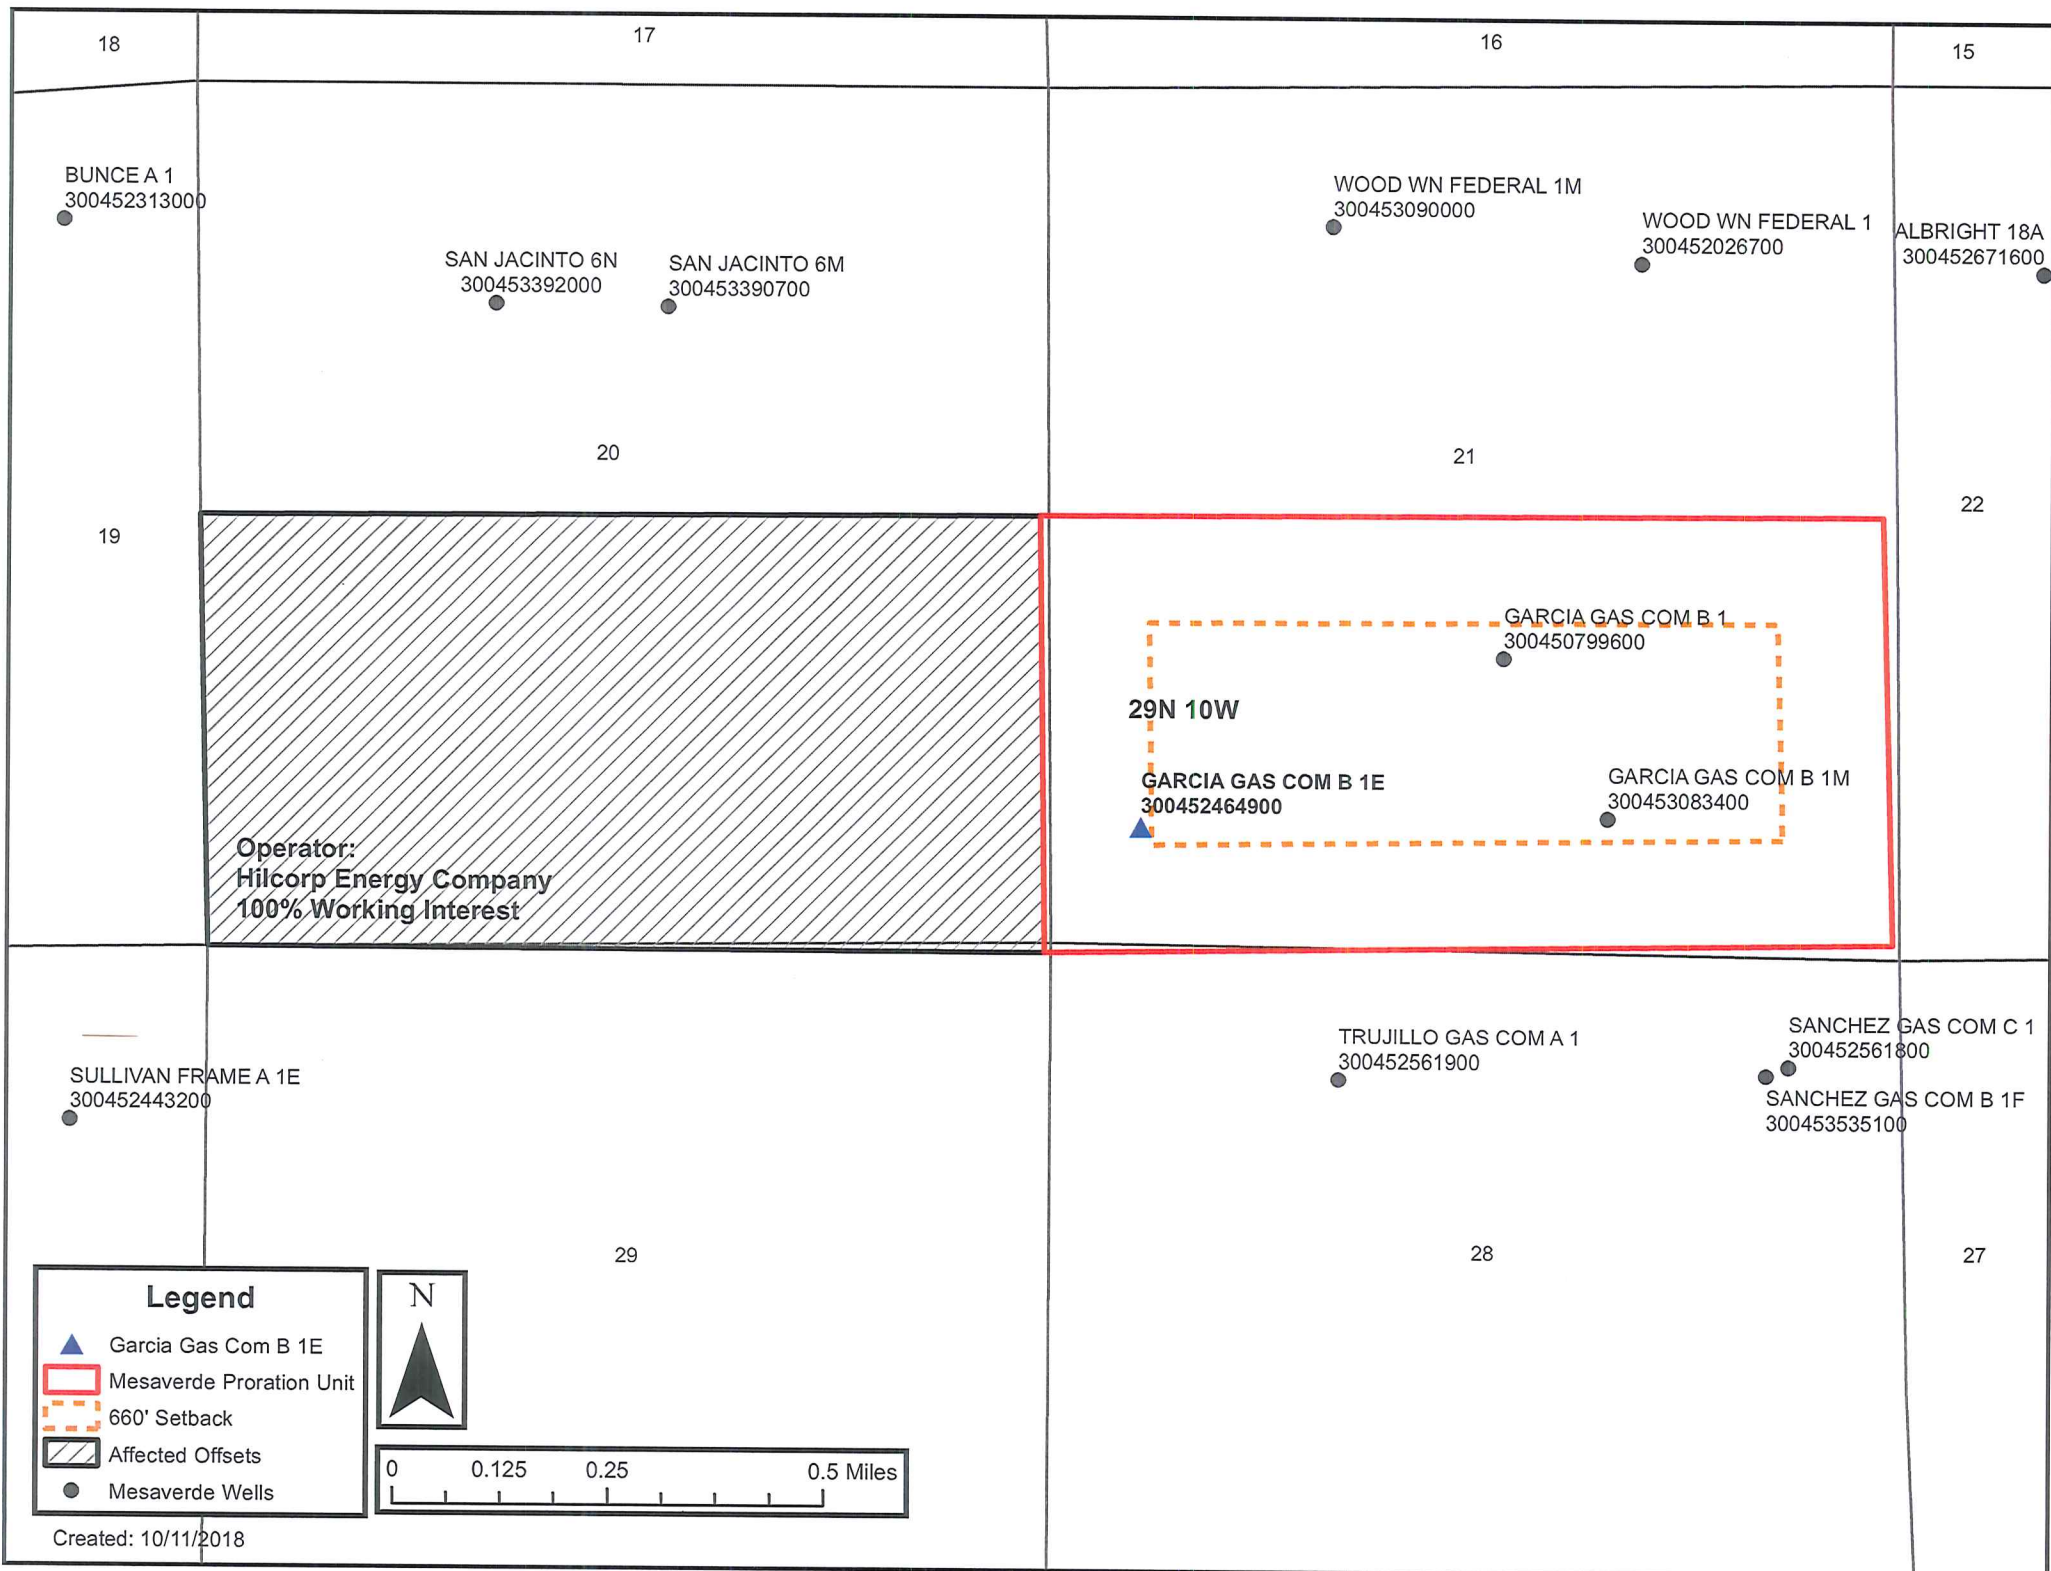 18
17
16
15
BUNCE A 1
300452313000
WOOD WN FEDERAL 1M
300453090000
WOOD WN FEDERAL 1
300452026700
ALBRIGHT 18A
300452671600
SAN JACINTO 6N
300453392000
SAN JACINTO 6M
300453390700
20
21
22
19
GARCIA GAS COM B 1
300450799600
29N 10W
GARCIA GAS COM B 1E
300452464900
GARCIA GAS COM B 1M
300453083400
Operator:
Hilcorp Energy Company
100% Working Interest
TRUJILLO GAS COM A 1
300452561900
SANCHEZ GAS COM C 1
300452561800
SANCHEZ GAS COM B 1F
300453535100
SULLIVAN FRAME A 1E
300452443200
29
28
27
Legend
Garcia Gas Com B 1E
Mesaverde Proration Unit
660' Setback
Affected Offsets
Mesaverde Wells
N
0 0.125 0.25 0.5 Miles
Created: 10/11/2018